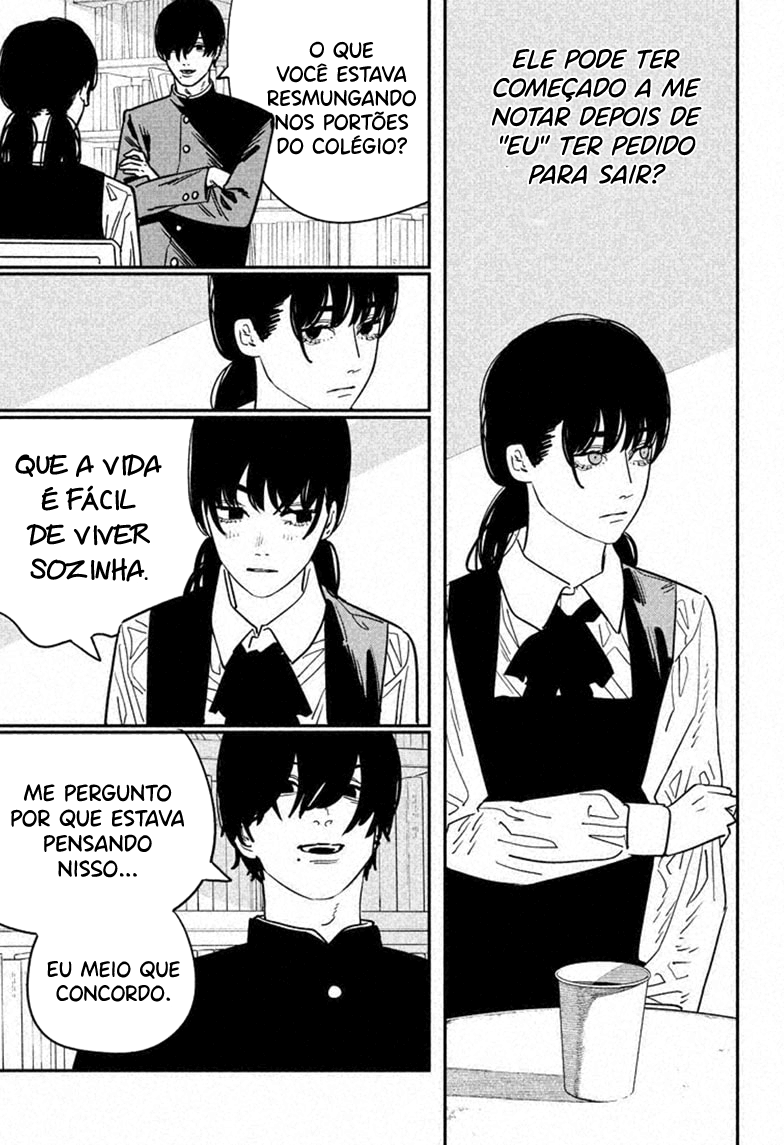 ELE PODE TER
COMEÇADO A ME
NOTAR DEPOIS DE
"EU" TER PEDIDO
PARA SAIR?
O QUE
VOCÊ ESTAVA
RESMUNGANDO
NOS PORTÕES
DO COLÉGIO?
QUE A VIDA
É FÁCIL
DE VIVER
SOZINHA.
ME PERGUNTO
POR QUE ESTAVA
PENSANDO
NISSO...
EU MEIO QUE
CONCORDO.